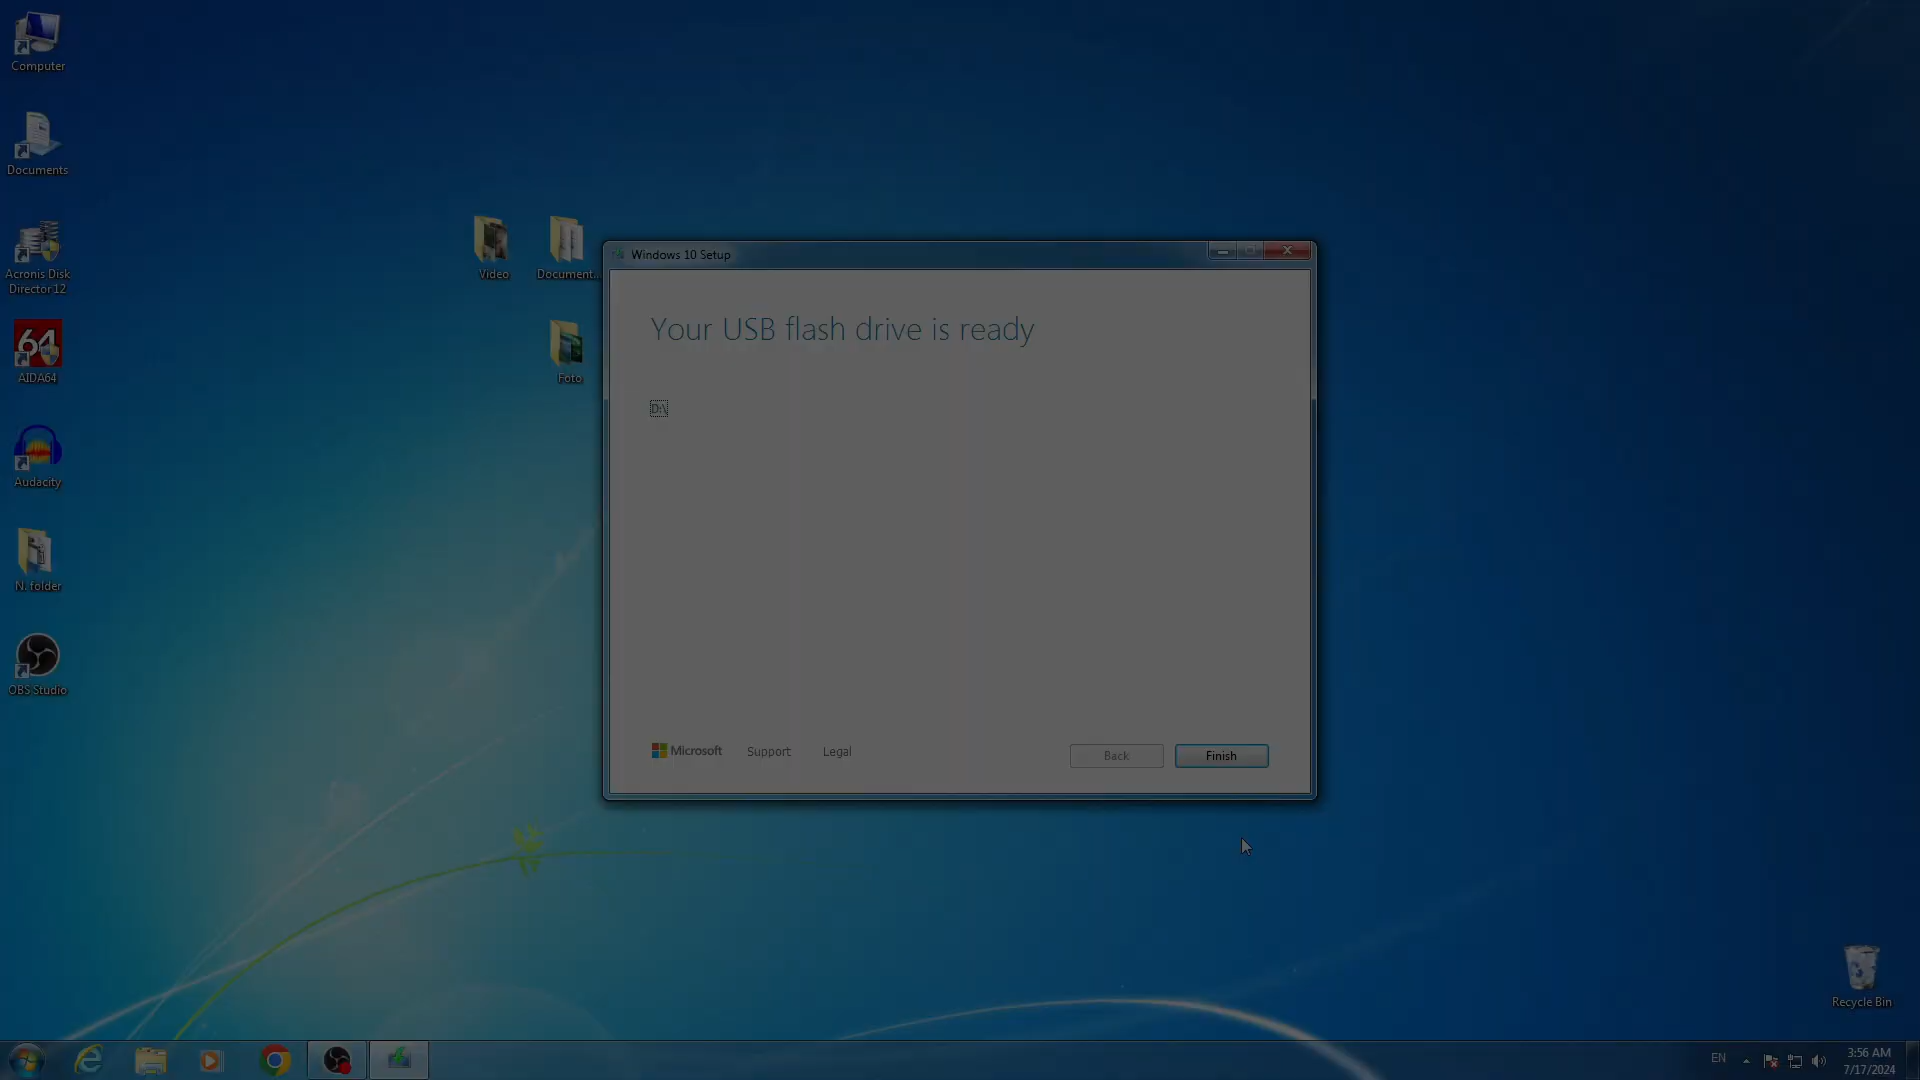 Computer
Documents
Acronis Disk
Director 12
64
AIDA64
Audacity
N. folder
OBS Studio
Video
Document...
Foto
Windows 10 Setup
Your USB flash drive is ready
D:\
Microsoft
Support
Legal
Back
Finish
Recycle Bin
EN
3:56 AM
7/17/2024